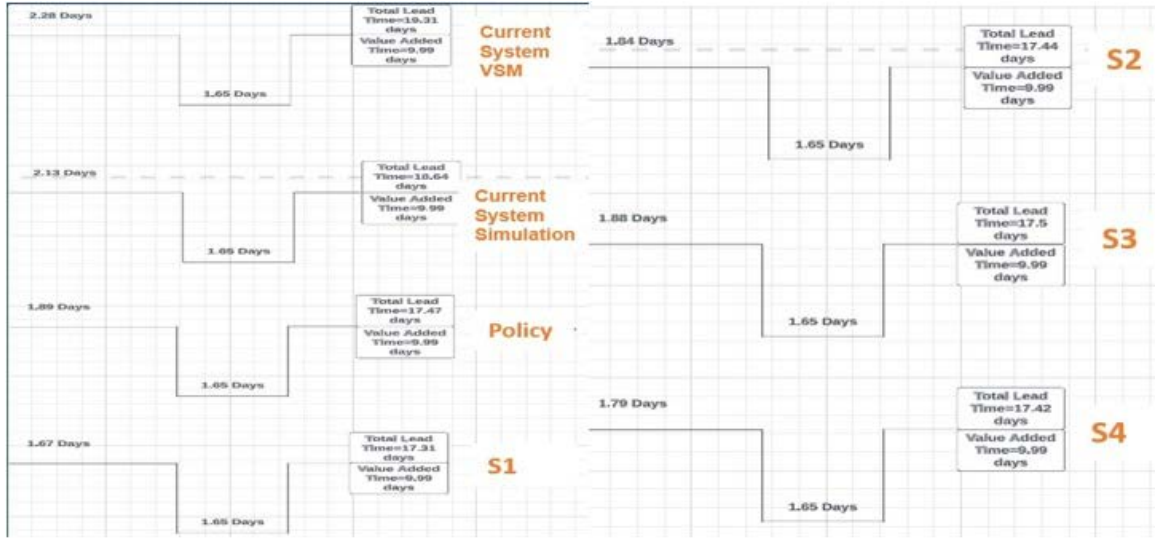 2.28 Days
Total Lead
Time=19.31
days
Value Added
Time=9.99
days
1.65 Days
Current
System
VSM
2.13 Days
Total Lead
Time=18.64
days
Value Added
Time=9.99
days
1.65 Days
Current
System
Simulation
1.89 Days
Total Lead
Time=17.47
days
Value Added
Time=9.99
days
1.65 Days
Policy
1.67 Days
Total Lead
Time=17.31
days
Value Added
Time=9.99
days
1.65 Days
S1
1.84 Days
Total Lead
Time=17.44
days
Value Added
Time=9.99
days
1.65 Days
S2
1.88 Days
Total Lead
Time=17.5
days
Value Added
Time=9.99
days
1.65 Days
S3
1.79 Days
Total Lead
Time=17.42
days
Value Added
Time=9.99
days
1.65 Days
S4